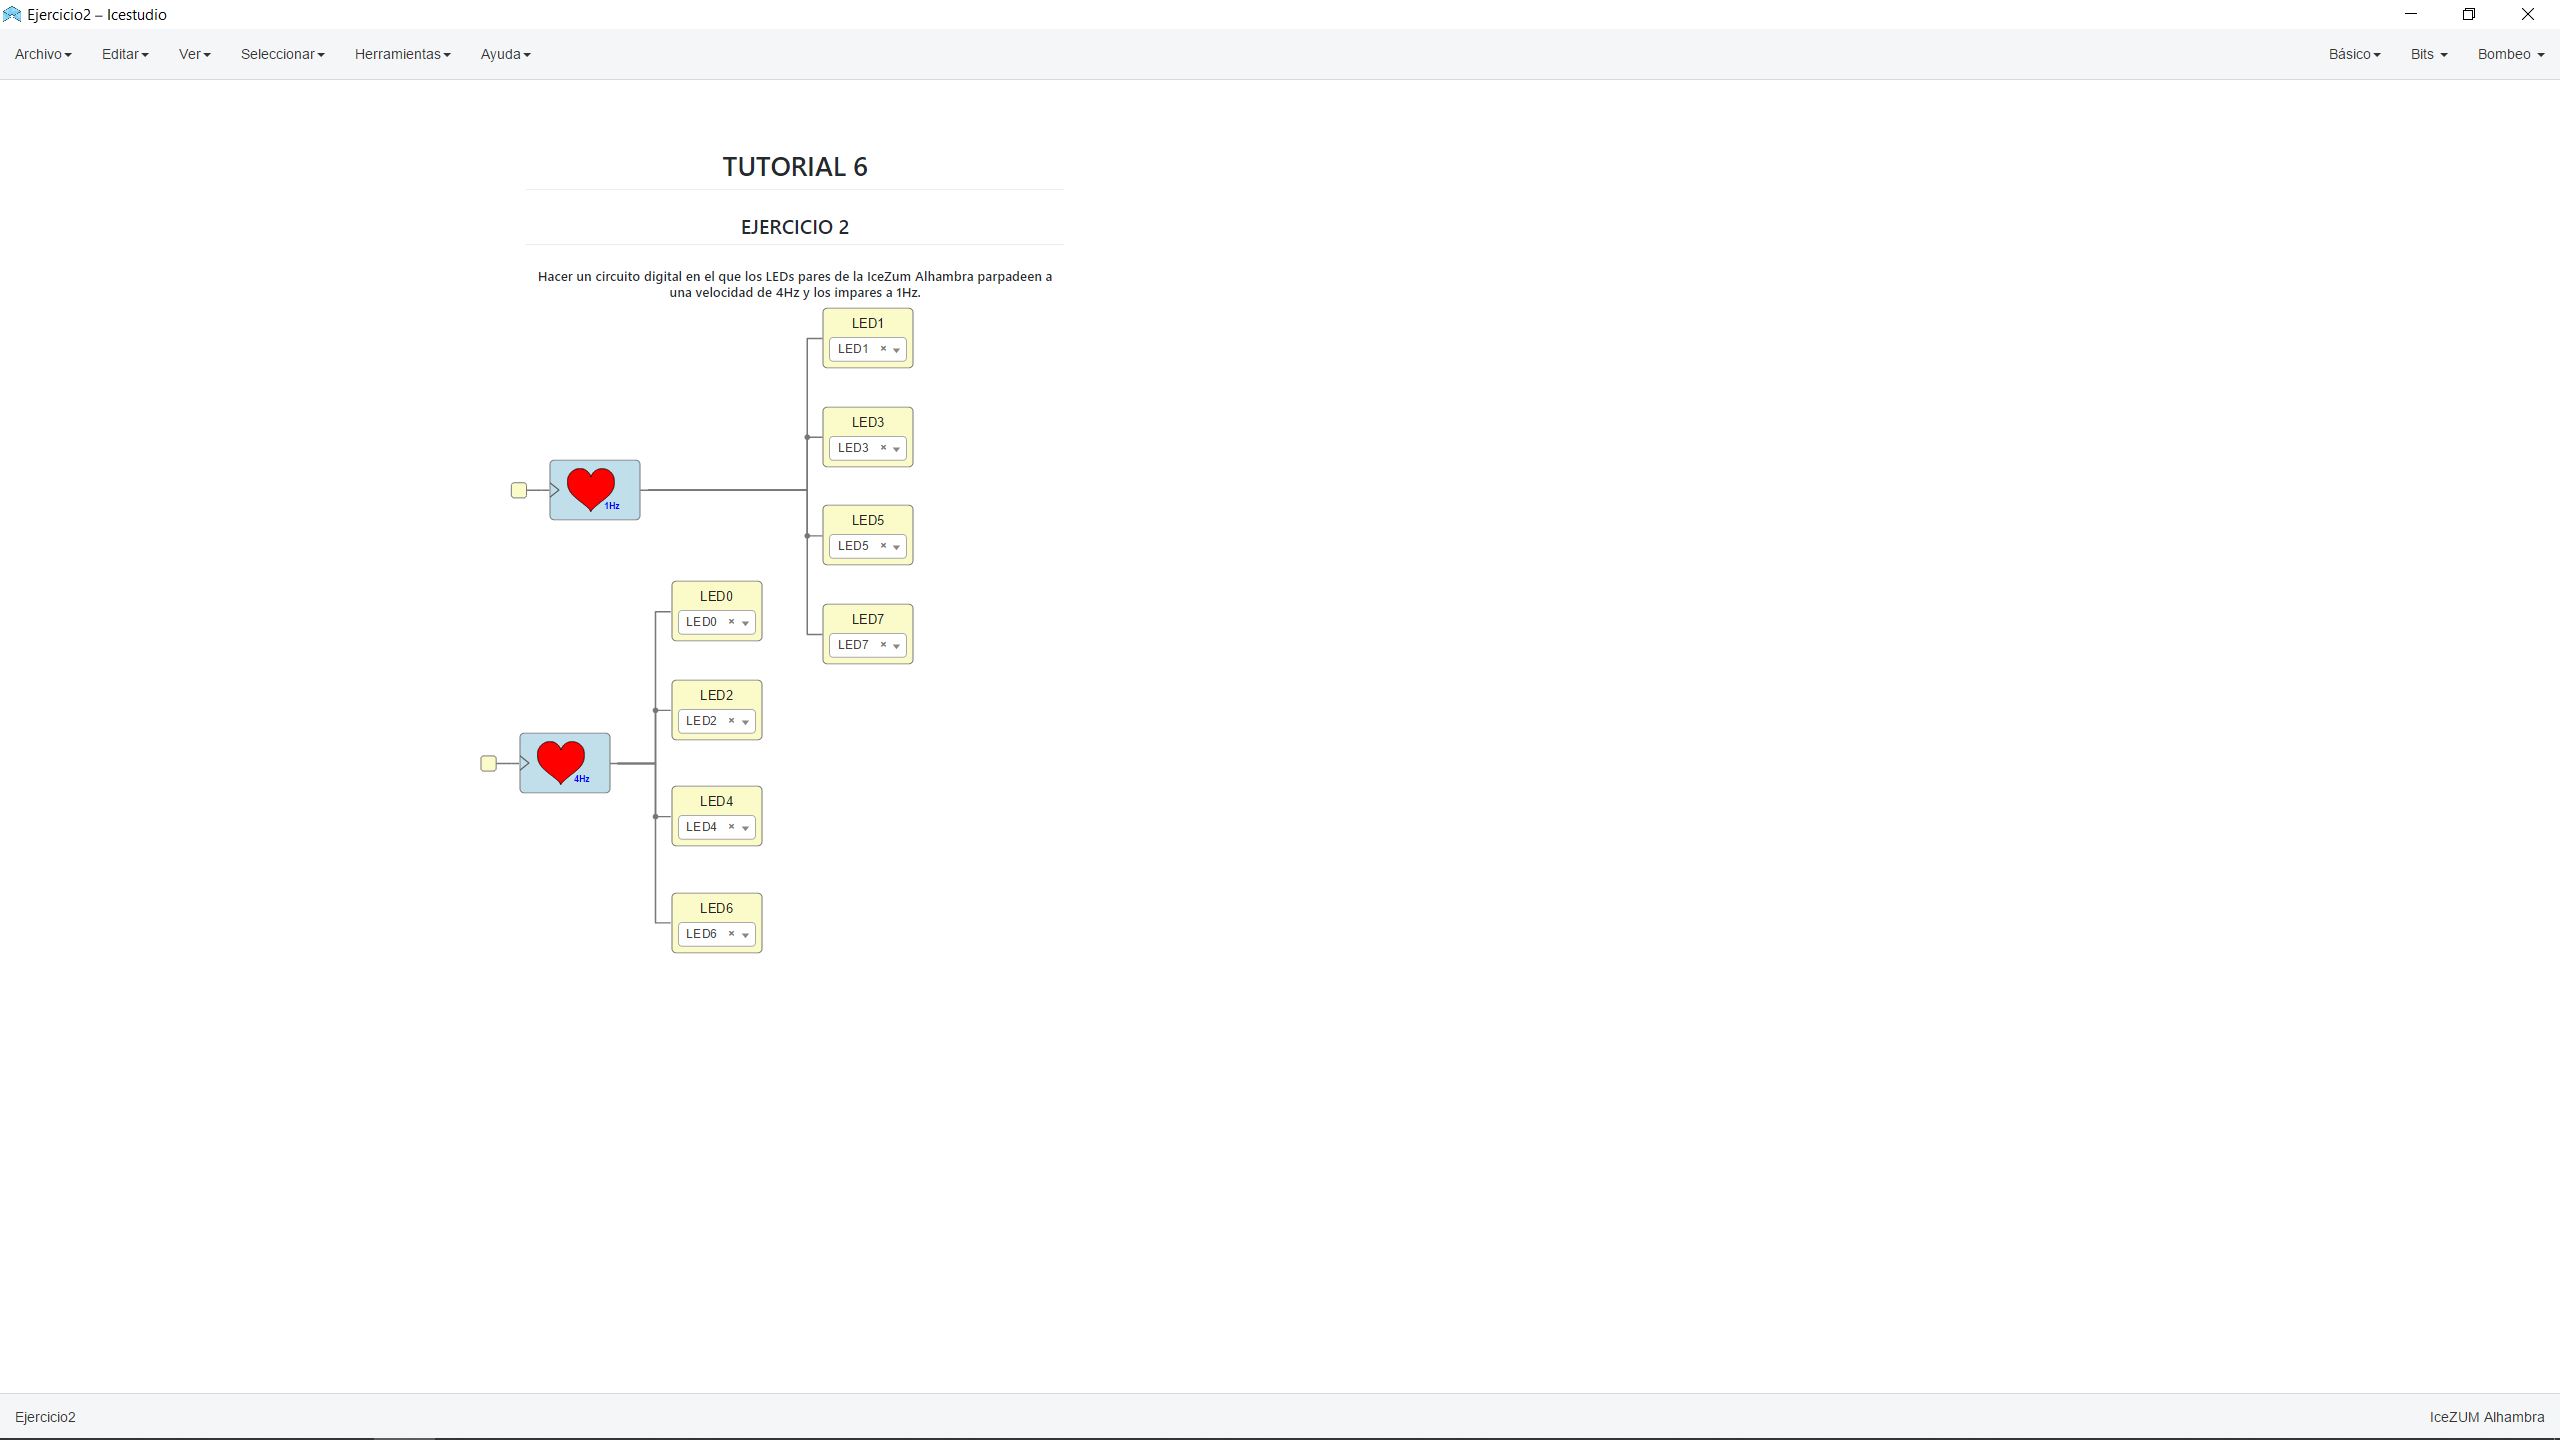 Ejercicio2 – Icestudio
Archivo Editar Ver Seleccionar Herramientas Ayuda Básico Bits Bombeo
TUTORIAL 6
EJERCICIO 2
Hacer un circuito digital en el que los LEDs pares de la IceZum Alhambra parpadeen a
una velocidad de 4Hz y los impares a 1Hz.
LED1
LED1
LED3
LED3
1Hz
LED5
LED5
LED7
LED7
LED0
LED0
LED2
LED2
4Hz
LED4
LED4
LED6
LED6
Ejercicio2
IceZUM Alhambra